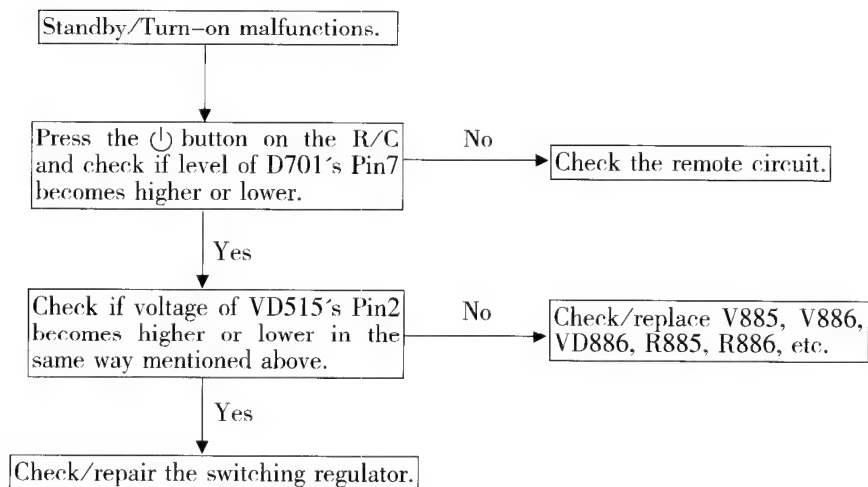 Standby/Turn-on malfunctions.
Press the ⏻ button on the R/C
and check if level of D701´s Pin7
becomes higher or lower.
No
Check the remote circuit.
Yes
Check if voltage of VD515´s Pin2
becomes higher or lower in the
same way mentioned above.
No
Check/replace V885, V886,
VD886, R885, R886, etc.
Yes
Check/repair the switching regulator.